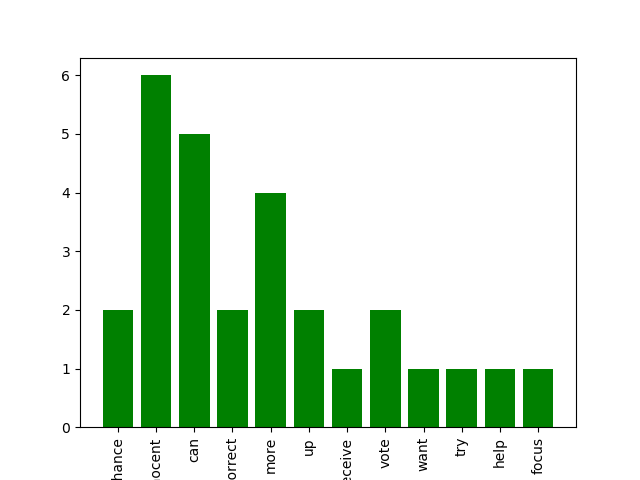 6
5
4
3
2
1
0
hance
ocent
can
orrect
more
up
eceive
vote
want
try
help
focus